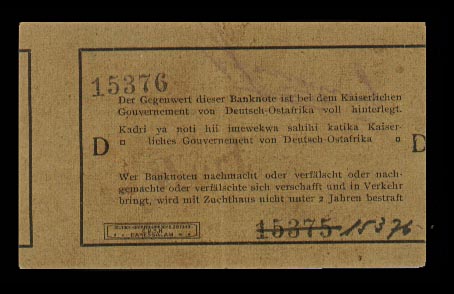 15376
Der Gegenwert dieser Banknote ist bei dem Kaiserlichen
Gouvernement von Deutsch-Ostafrika voll hinterlegt.
Kadri ya noti hii imewekwa sahihi katika Kaiser-
D ¤ liches Gouvernement von Deutsch-Ostafrika ¤ D
Wer Banknoten nachmacht oder verfälscht oder nach-
gemachte oder verfälschte sich verschafft und in Verkehr
bringt, wird mit Zuchthaus nicht unter 2 Jahren bestraft
15375 15376
DARESSALAM